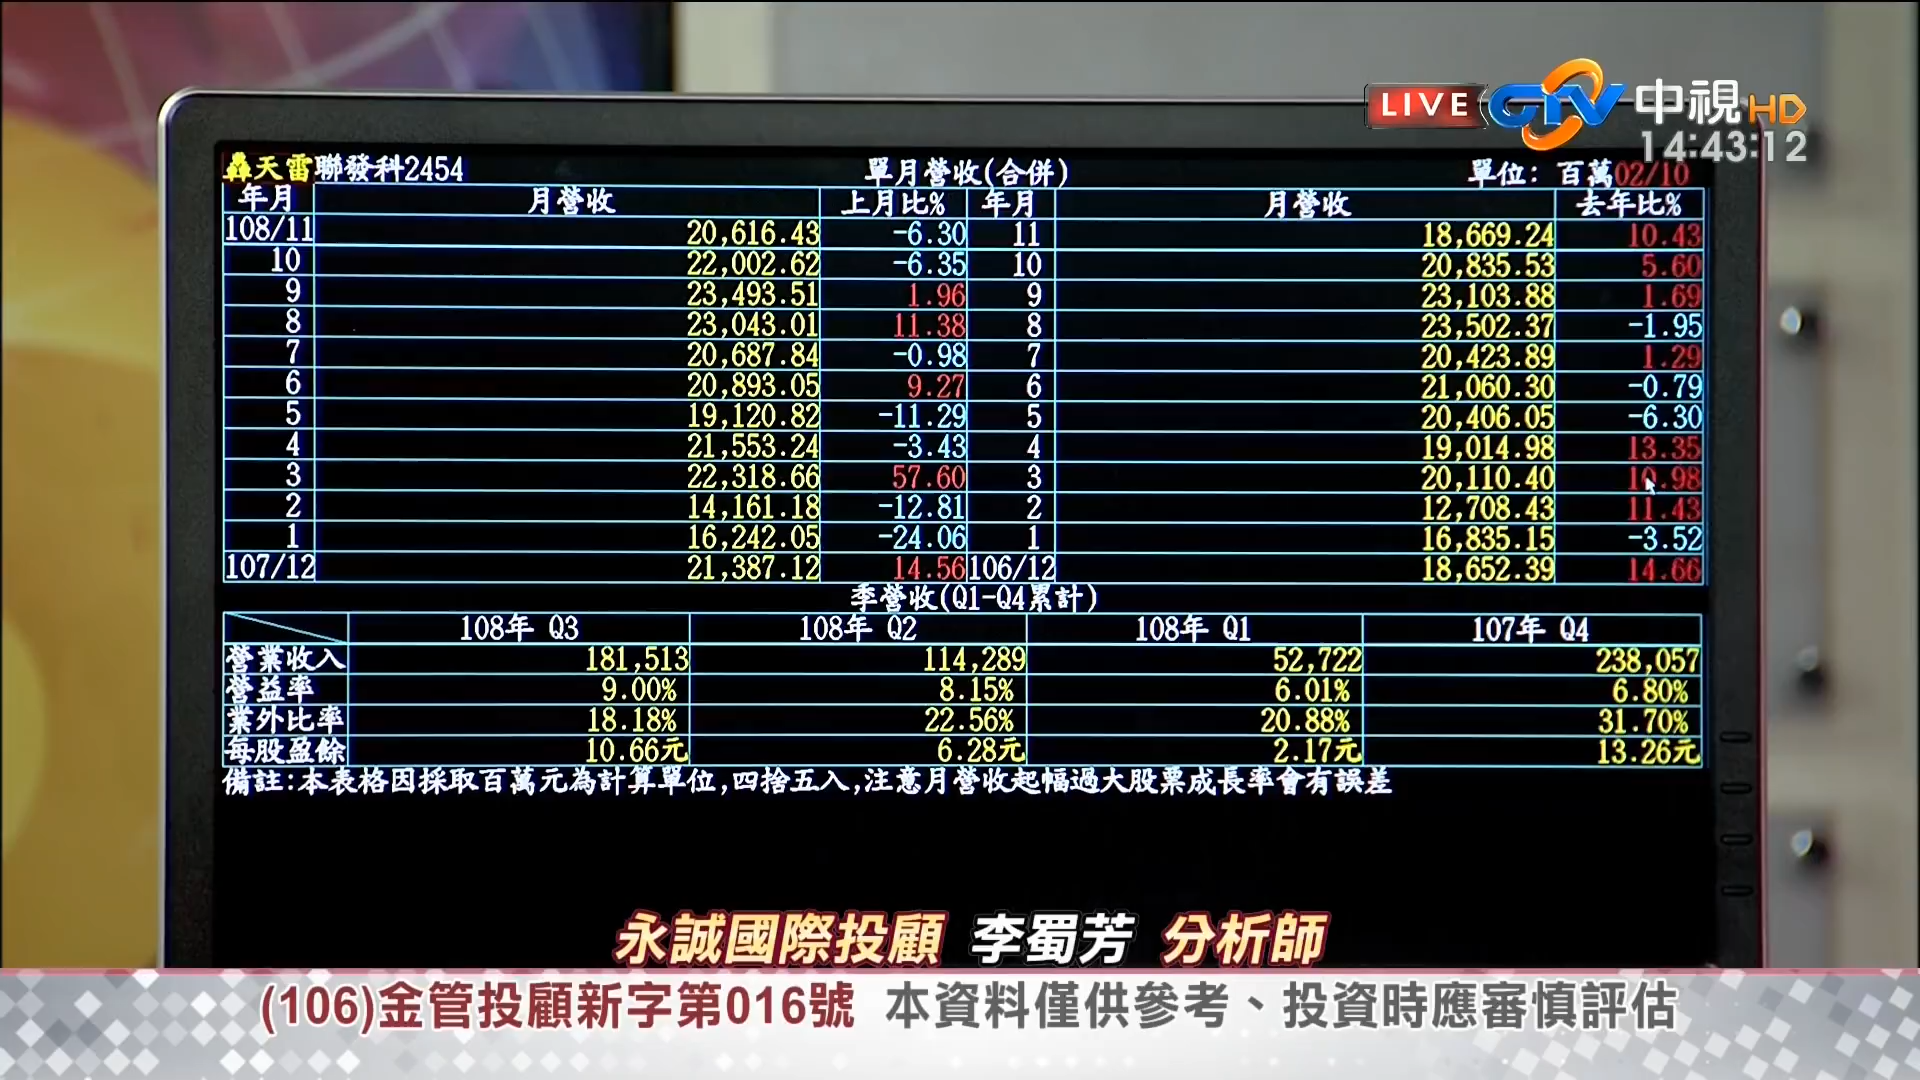 LIVE CTV 中視HD
14:43:12
轟天雷聯發科2454 單月營收(合併) 單位: 百萬02/10
年月 月營收 上月比% 年月 月營收 去年比%
108/11 20,616.43 -6.30 11 18,669.24 10.43
10 22,002.62 -6.35 10 20,835.53 5.60
9 23,493.51 1.96 9 23,103.88 1.69
8 23,043.01 11.38 8 23,502.37 -1.95
7 20,687.84 -0.98 7 20,423.89 1.29
6 20,893.05 9.27 6 21,060.30 -0.79
5 19,120.82 -11.29 5 20,406.05 -6.30
4 21,553.24 -3.43 4 19,014.98 13.35
3 22,318.66 57.60 3 20,110.40 10.98
2 14,161.18 -12.81 2 12,708.43 11.43
1 16,242.05 -24.06 1 16,835.15 -3.52
107/12 21,387.12 14.56 106/12 18,652.39 14.66
季營收(Q1-Q4累計)
108年 Q3 108年 Q2 108年 Q1 107年 Q4
營業收入 181,513 114,289 52,722 238,057
營益率 9.00% 8.15% 6.01% 6.80%
業外比率 18.18% 22.56% 20.88% 31.70%
每股盈餘 10.66元 6.28元 2.17元 13.26元
備註:本表格因採取百萬元為計算單位,四捨五入,注意月營收起幅過大股票成長率會有誤差
永誠國際投顧 李蜀芳 分析師
(106)金管投顧新字第016號 本資料僅供參考、投資時應審慎評估